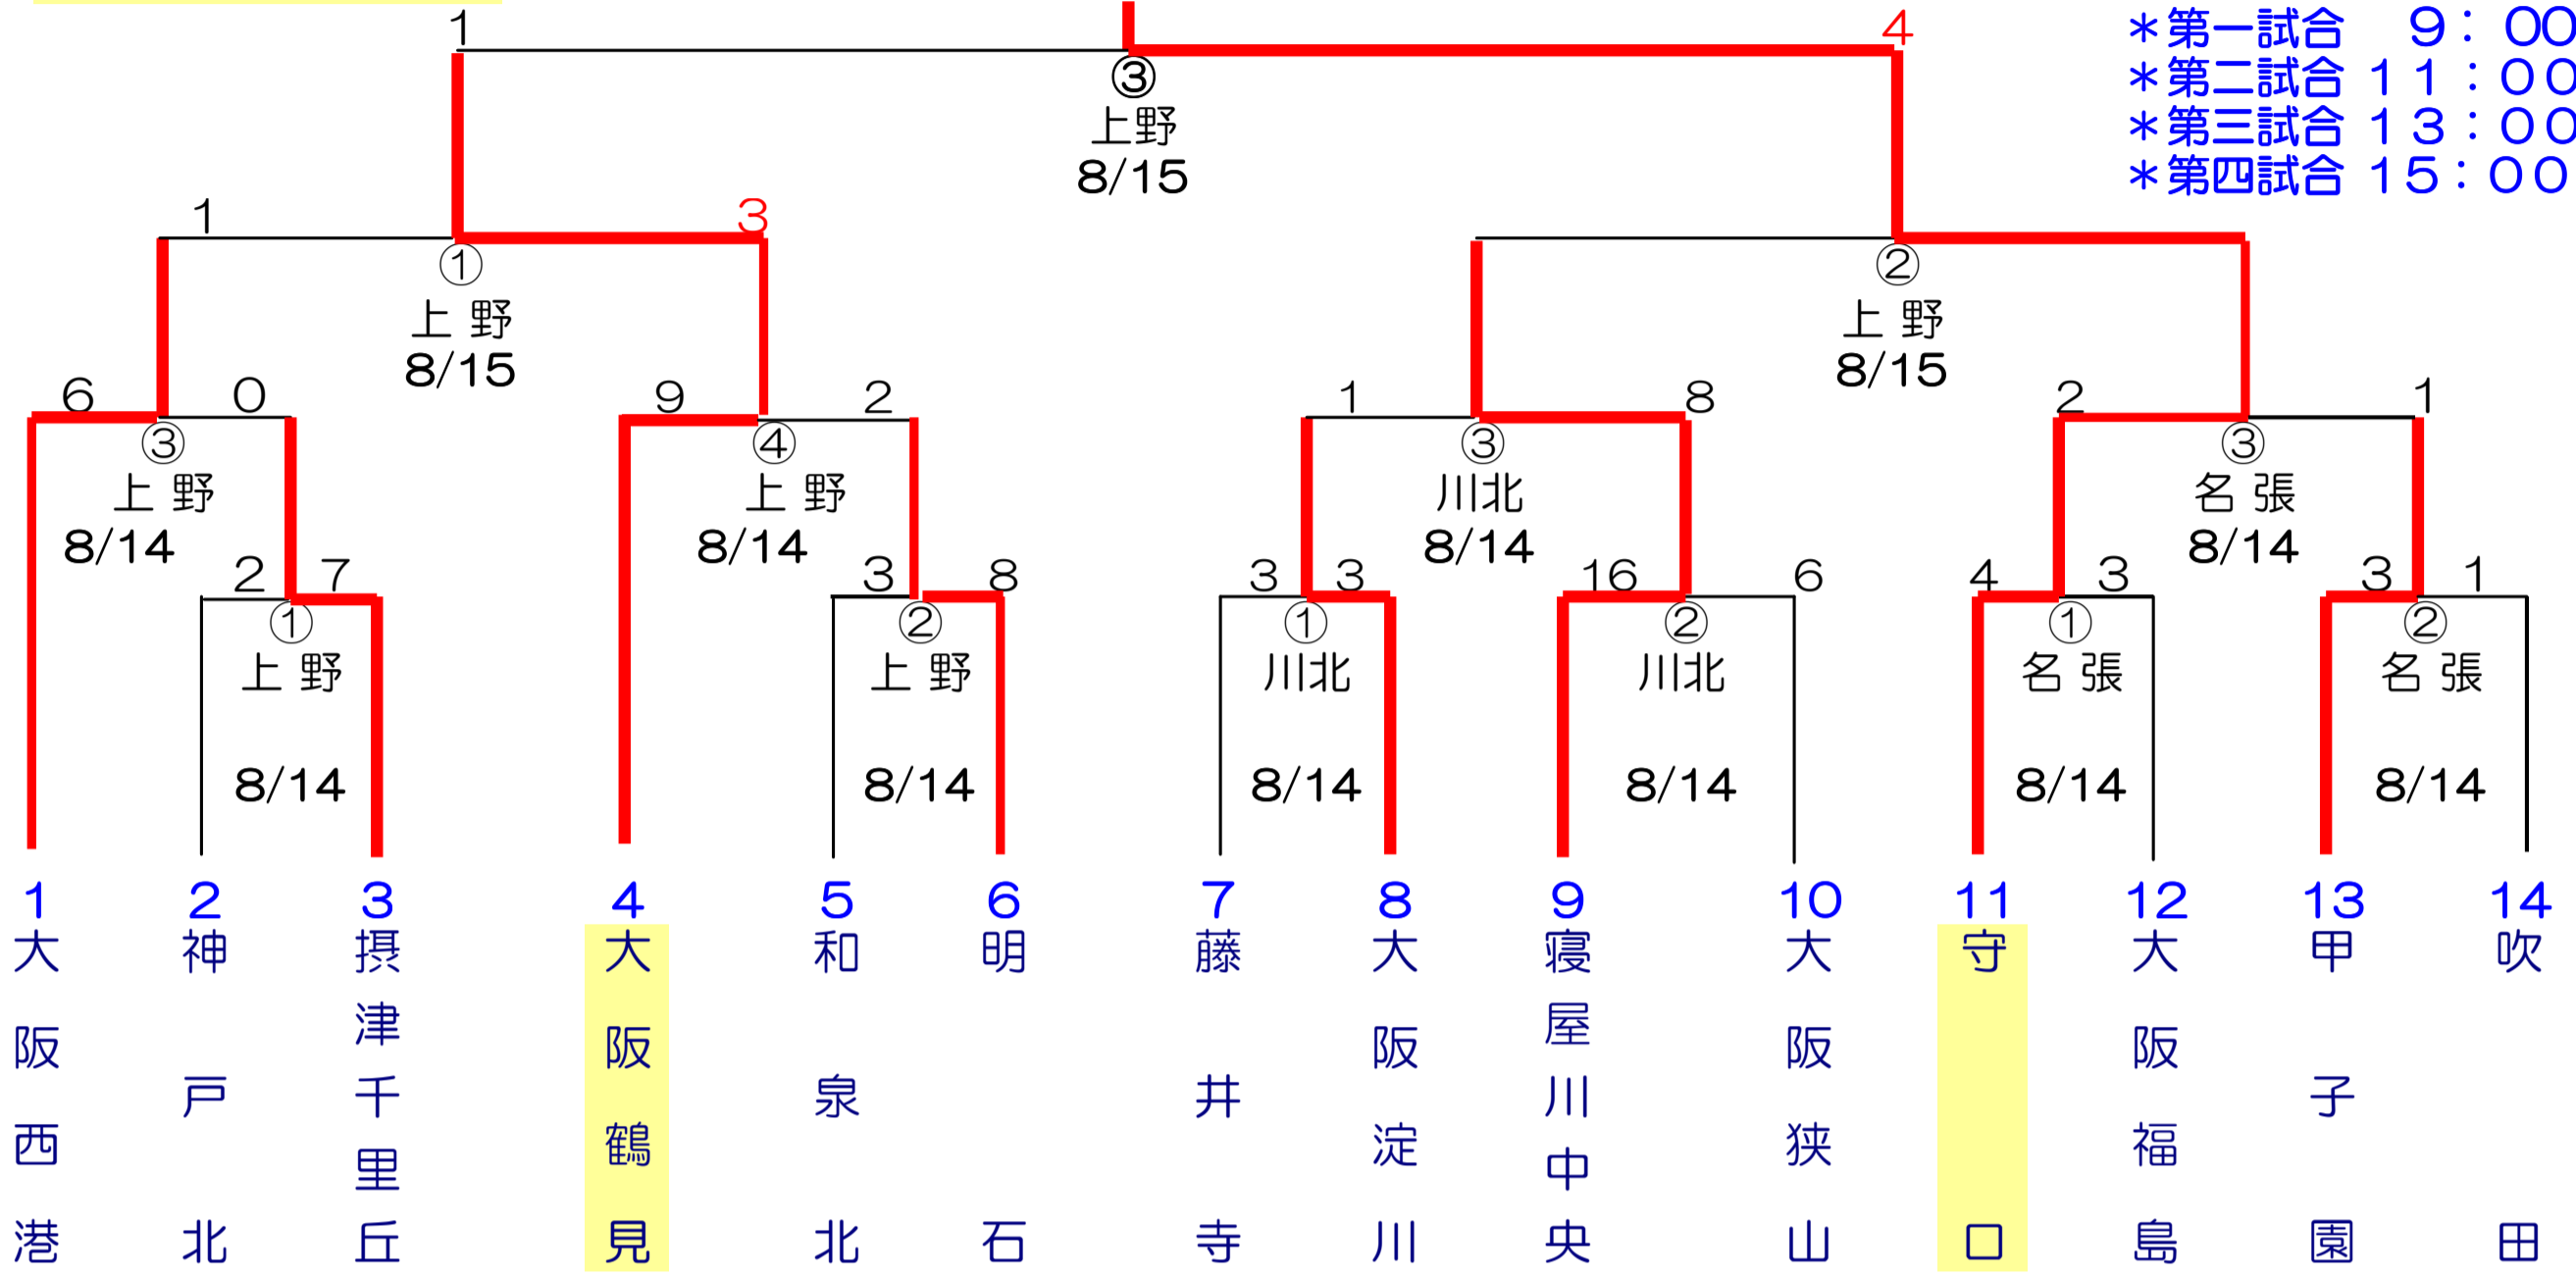 1
4
*第一試合 9:00
*第二試合 11:00
*第三試合 13:00
*第四試合 15:00
③
上野
8/15
1
3
①
上野
8/15
②
上野
8/15
6
0
③
上野
8/14
9
2
④
上野
8/14
1
8
③
川北
8/14
2
1
③
名張
8/14
2
7
①
上野
8/14
3
8
②
上野
8/14
3
3
①
川北
8/14
16
6
②
川北
8/14
4
3
①
名張
8/14
3
1
②
名張
8/14
1
大阪西港
2
神戸北
3
摂津千里丘
4
大阪鶴見
5
和泉北
6
明石
7
藤井寺
8
大阪淀川
9
寝屋川中央
10
大阪狭山
11
守口
12
大阪福島
13
甲子園
14
吹田